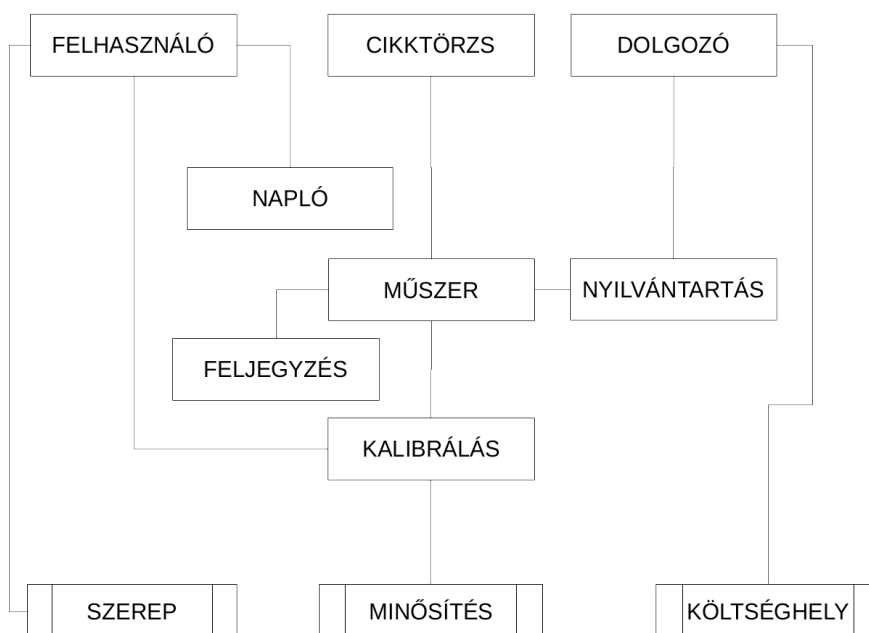 FELHASZNÁLÓ
CIKKTÖRZS
DOLGOZÓ
NAPLÓ
MŰSZER
NYILVÁNTARTÁS
FELJEGYZÉS
KALIBRÁLÁS
SZEREP
MINŐSÍTÉS
KÖLTSÉGHELY